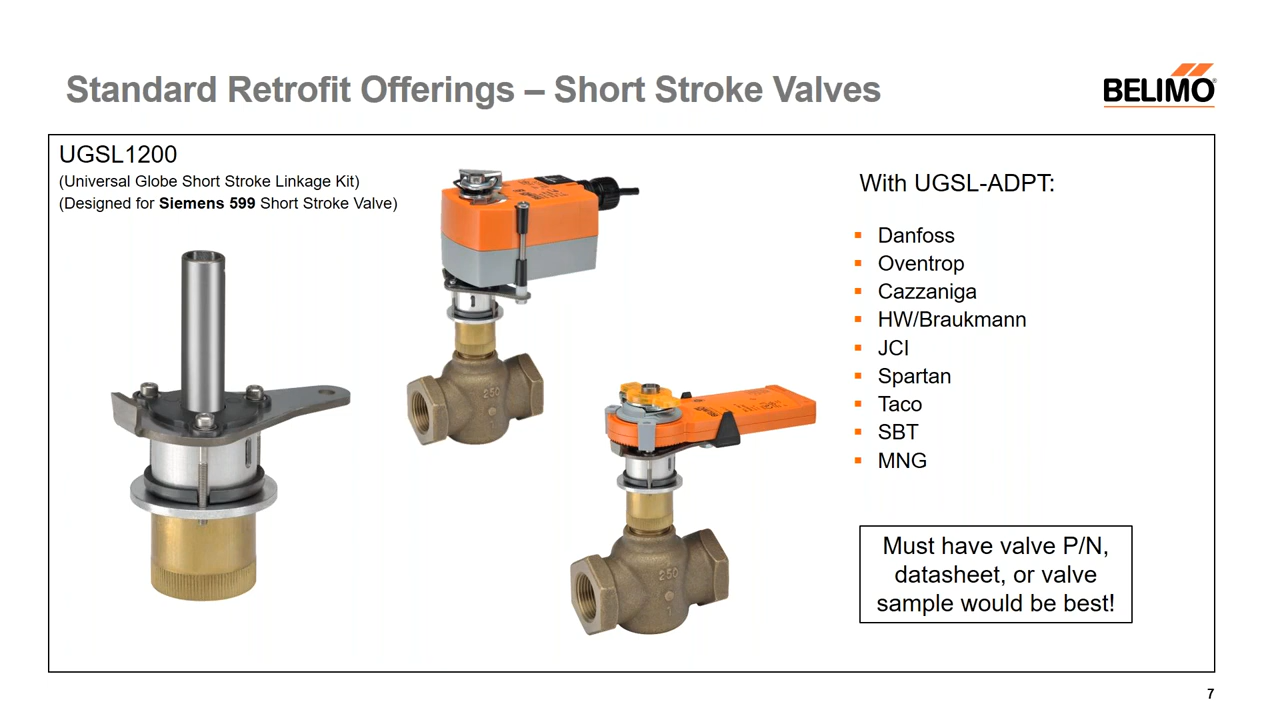 Standard Retrofit Offerings – Short Stroke Valves
BELIMO
UGSL1200
(Universal Globe Short Stroke Linkage Kit)
(Designed for Siemens 599 Short Stroke Valve)
With UGSL-ADPT:
Danfoss
Oventrop
Cazzaniga
HW/Braukmann
JCI
Spartan
Taco
SBT
MNG
Must have valve P/N,
datasheet, or valve
sample would be best!
250
250
7